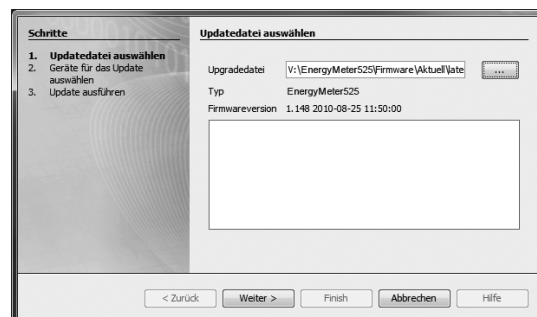 Schritte
1. Updatedatei auswählen
2. Geräte für das Update
auswählen
3. Update ausführen
Updatedatei auswählen
Upgradedatei V:\EnergyMeter525\Firmware\Aktuell\late ...
Typ EnergyMeter525
Firmwareversion 1.148 2010-08-25 11:50:00
< Zurück Weiter > Finish Abbrechen Hilfe